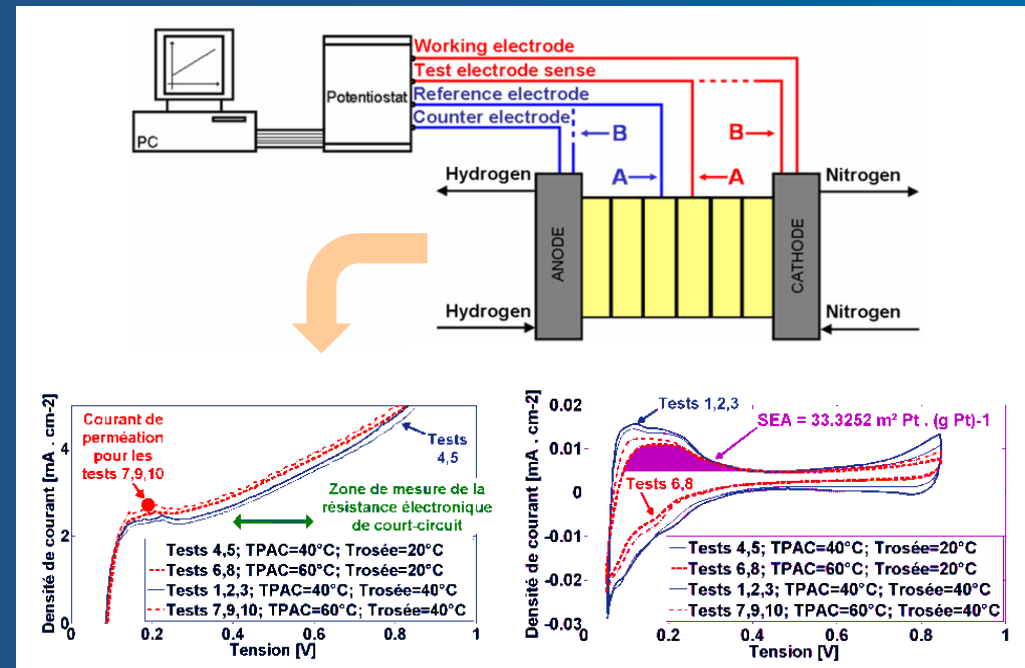 Working electrode
Test electrode sense
Reference electrode
Counter electrode
Potentiostat
PC
B
B
A
A
Hydrogen
Nitrogen
ANODE
CATHODE
Hydrogen
Nitrogen
Courant de
perméation
pour les
tests 7,9,10
Tests
4,5
Zone de mesure de la
résistance électronique
de court-circuit
Tests 4,5; TPAC=40°C; Trosée=20°C
Tests 6,8; TPAC=60°C; Trosée=20°C
Tests 1,2,3; TPAC=40°C; Trosée=40°C
Tests 7,9,10; TPAC=60°C; Trosée=40°C
Densité de courant [mA . cm-2]
4
2
0
0
0.2
0.4
0.6
0.8
1
Tension [V]
Tests 1,2,3
SEA = 33.3252 m² Pt . (g Pt)-1
Tests 6,8
Tests 4,5; TPAC=40°C; Trosée=20°C
Tests 6,8; TPAC=60°C; Trosée=20°C
Tests 1,2,3; TPAC=40°C; Trosée=40°C
Tests 7,9,10; TPAC=60°C; Trosée=40°C
Densité de courant [mA . cm-2]
0.02
0.01
0
-0.01
-0.02
-0.03
0
0.2
0.4
0.6
0.8
1
Tension [V]